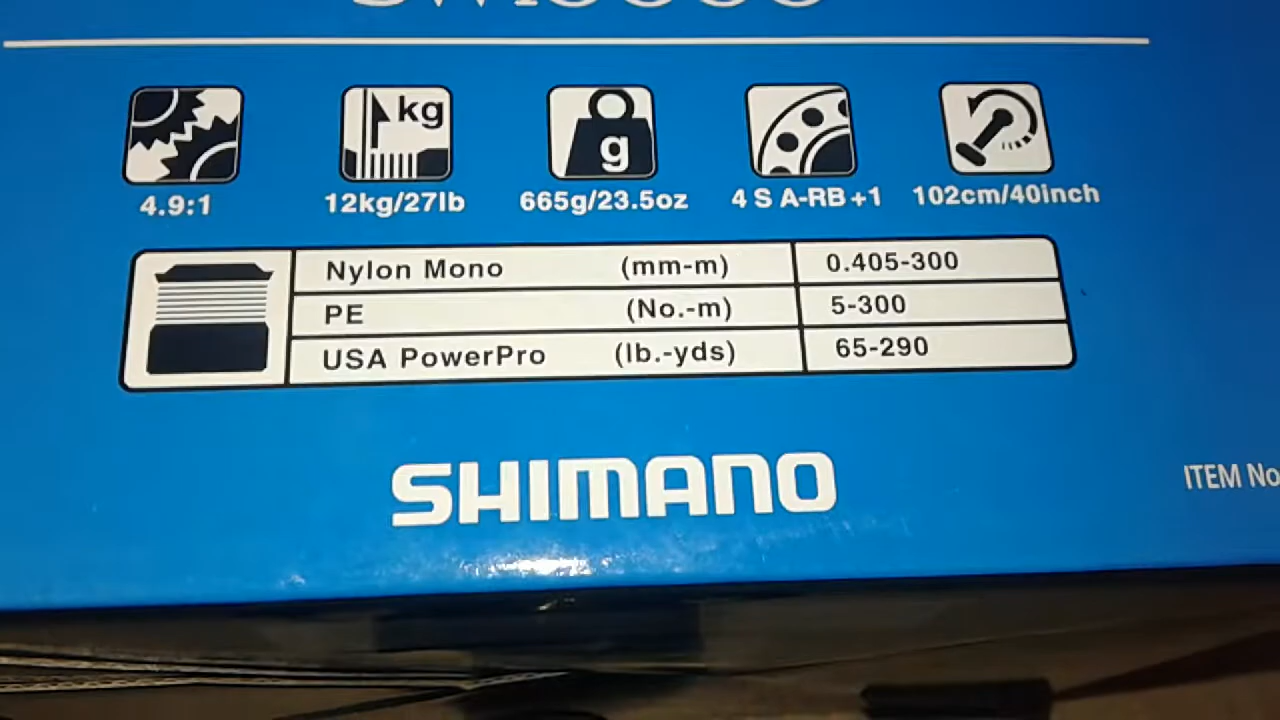 kg
g
4.9:1
12kg/27lb
665g/23.5oz
4 S A-RB +1
102cm/40inch
Nylon Mono (mm-m) 0.405-300
PE (No.-m) 5-300
USA PowerPro (lb.-yds) 65-290
SHIMANO
ITEM No